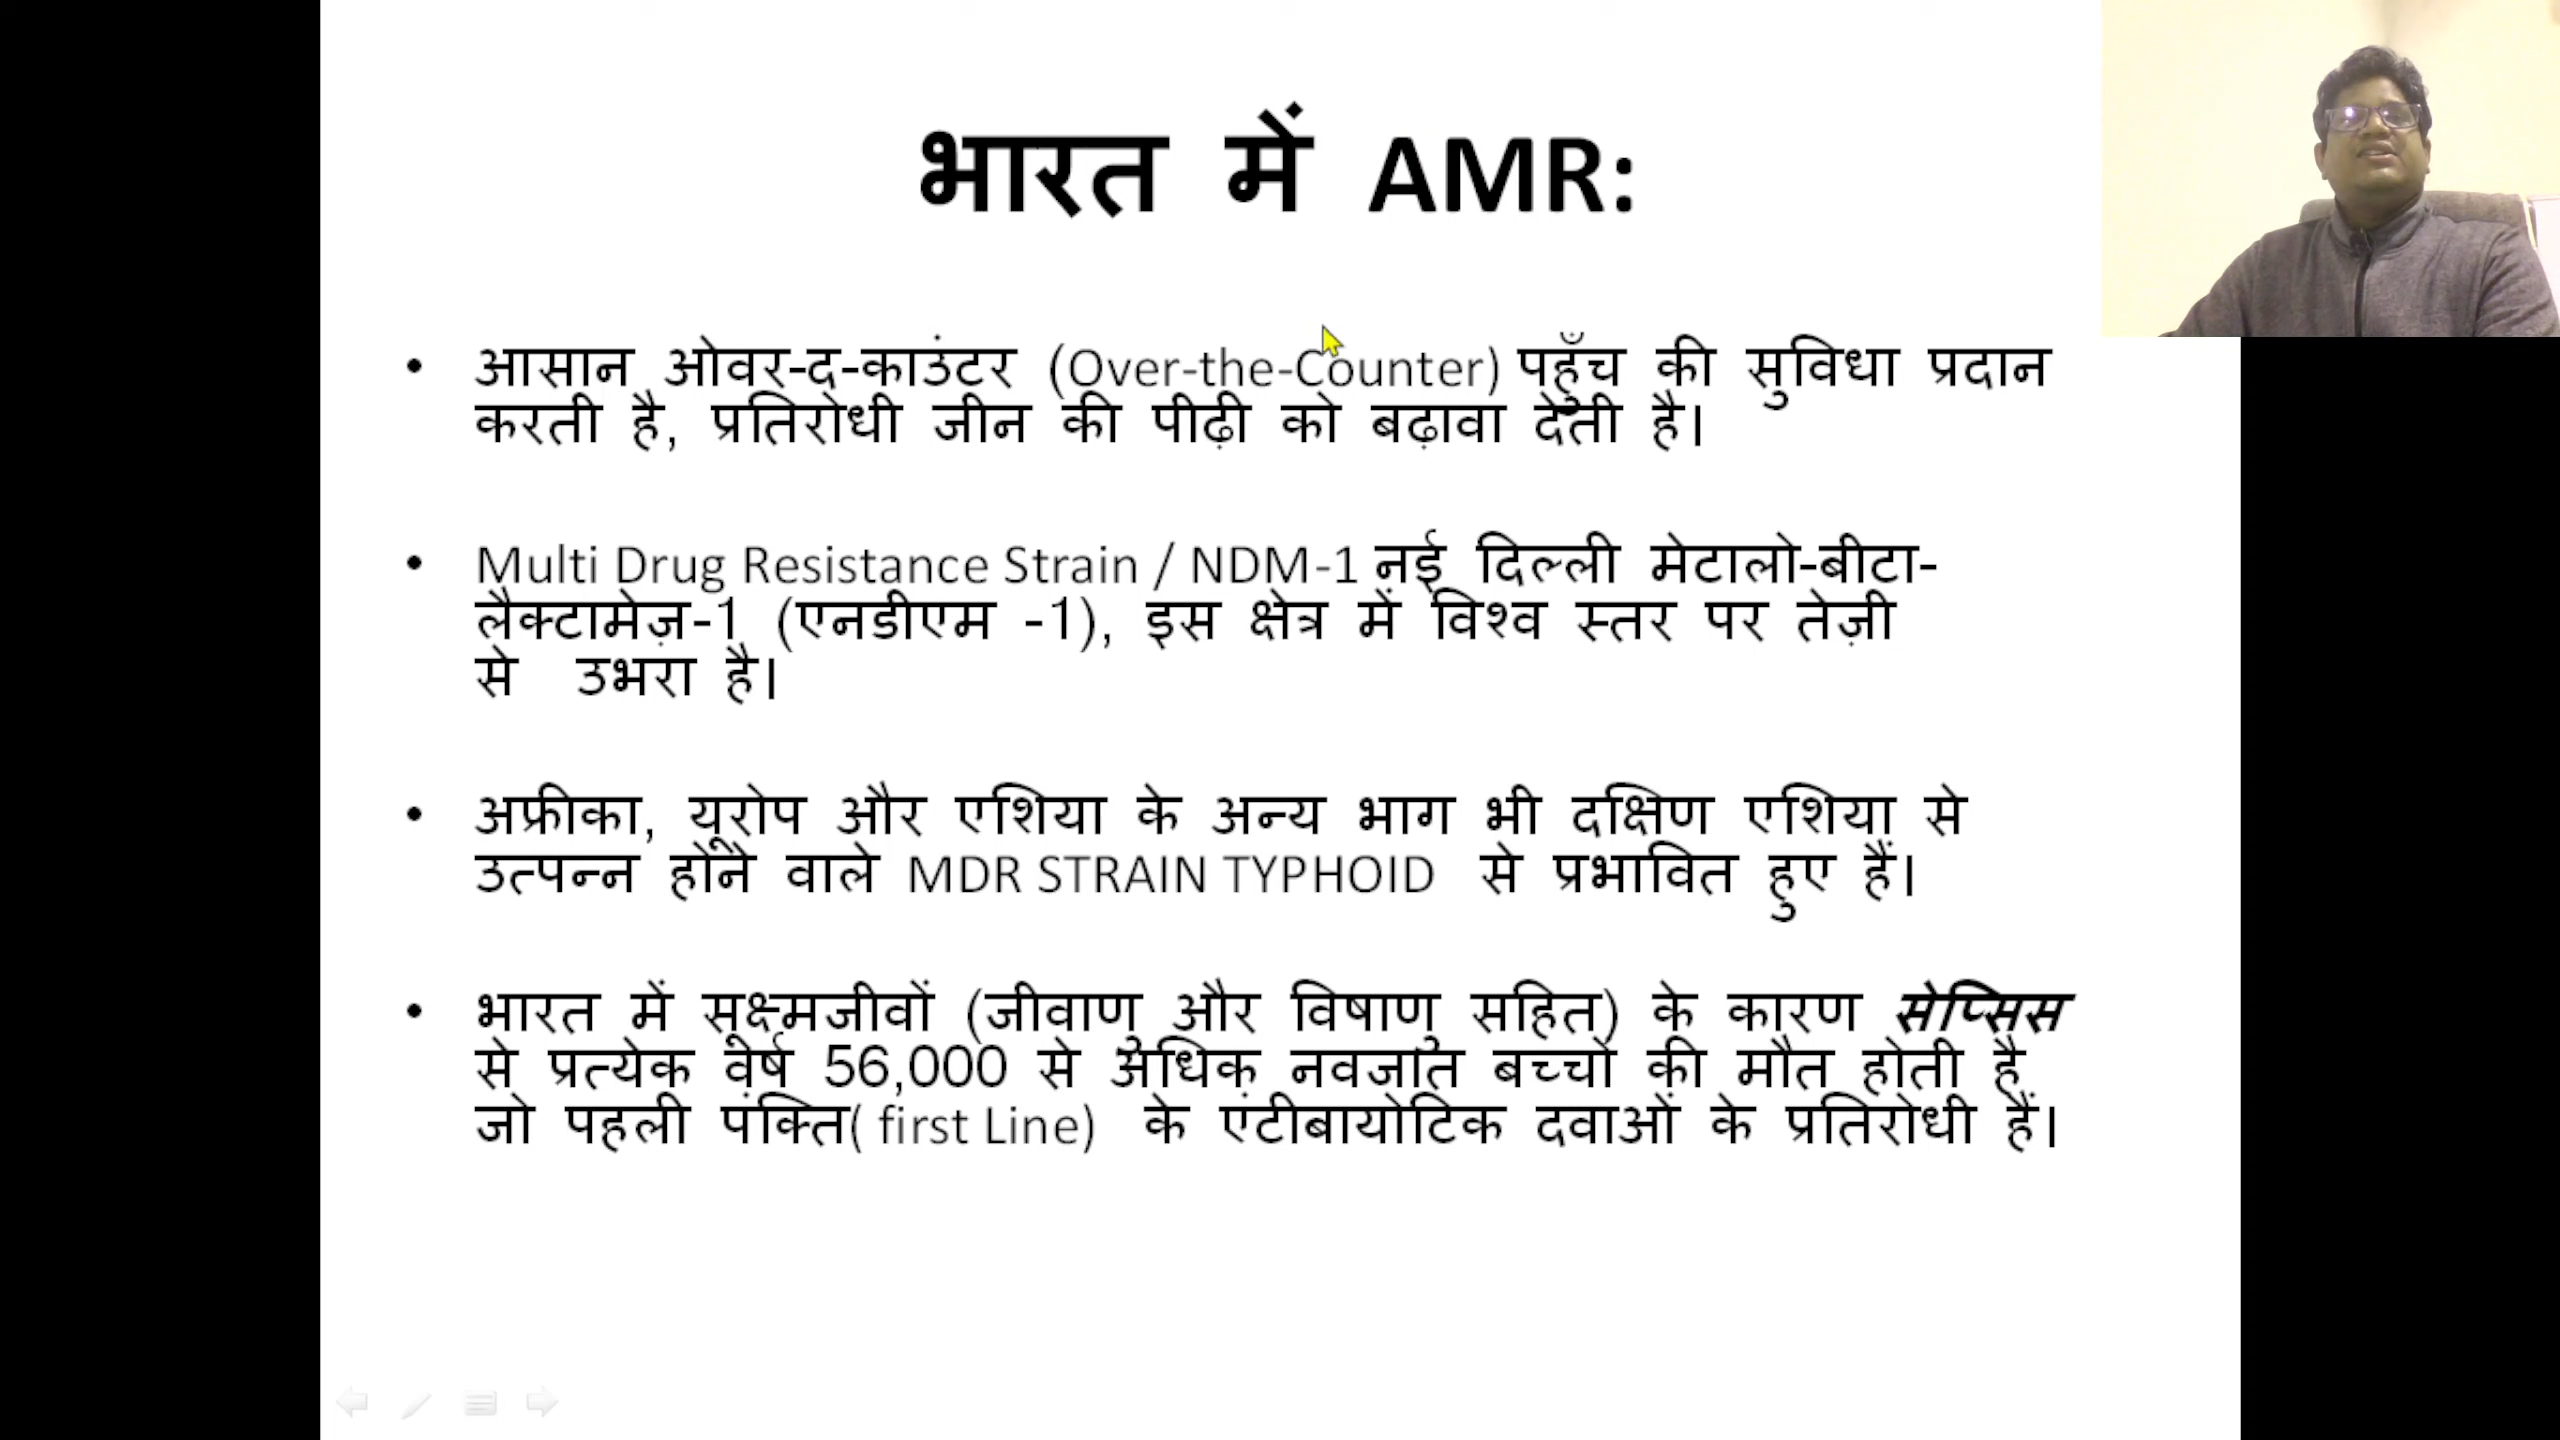 भारत में AMR:
• आसान ओवर-द-काउंटर (Over-the-Counter) पहुँच की सुविधा प्रदान
करती है, प्रतिरोधी जीन की पीढ़ी को बढ़ावा देती है।
• Multi Drug Resistance Strain / NDM-1 नई दिल्ली मेटालो-बीटा-
लैक्टामेज़-1 (एनडीएम -1), इस क्षेत्र में विश्व स्तर पर तेज़ी
से उभरा है।
• अफ्रीका, यूरोप और एशिया के अन्य भाग भी दक्षिण एशिया से
उत्पन्न होने वाले MDR STRAIN TYPHOID से प्रभावित हुए हैं।
• भारत में सूक्ष्मजीवों (जीवाणु और विषाणु सहित) के कारण सेप्सिस
से प्रत्येक वर्ष 56,000 से अधिक नवजात बच्चों की मौत होती है
जो पहली पंक्ति( first Line) के एंटीबायोटिक दवाओं के प्रतिरोधी हैं।